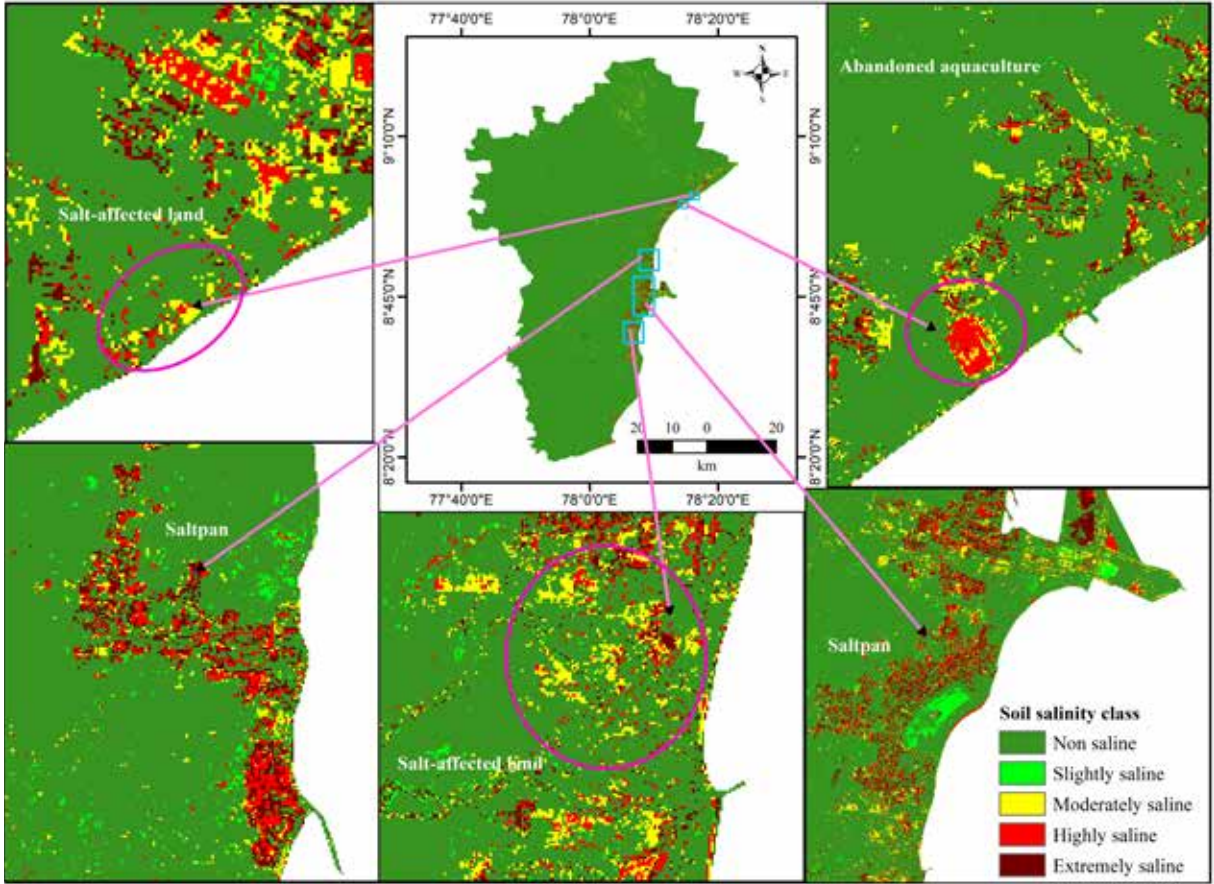 77°40'0"E 78°0'0"E 78°20'0"E
Abandoned aquaculture
N
W E
S
9°10'0"N
9°10'0"N
Salt-affected land
8°45'0"N
8°45'0"N
20 10 0 20
km
8°20'0"N
8°20'0"N
77°40'0"E 78°0'0"E 78°20'0"E
Saltpan
Salt-affected land
Saltpan
Soil salinity class
Non saline
Slightly saline
Moderately saline
Highly saline
Extremely saline